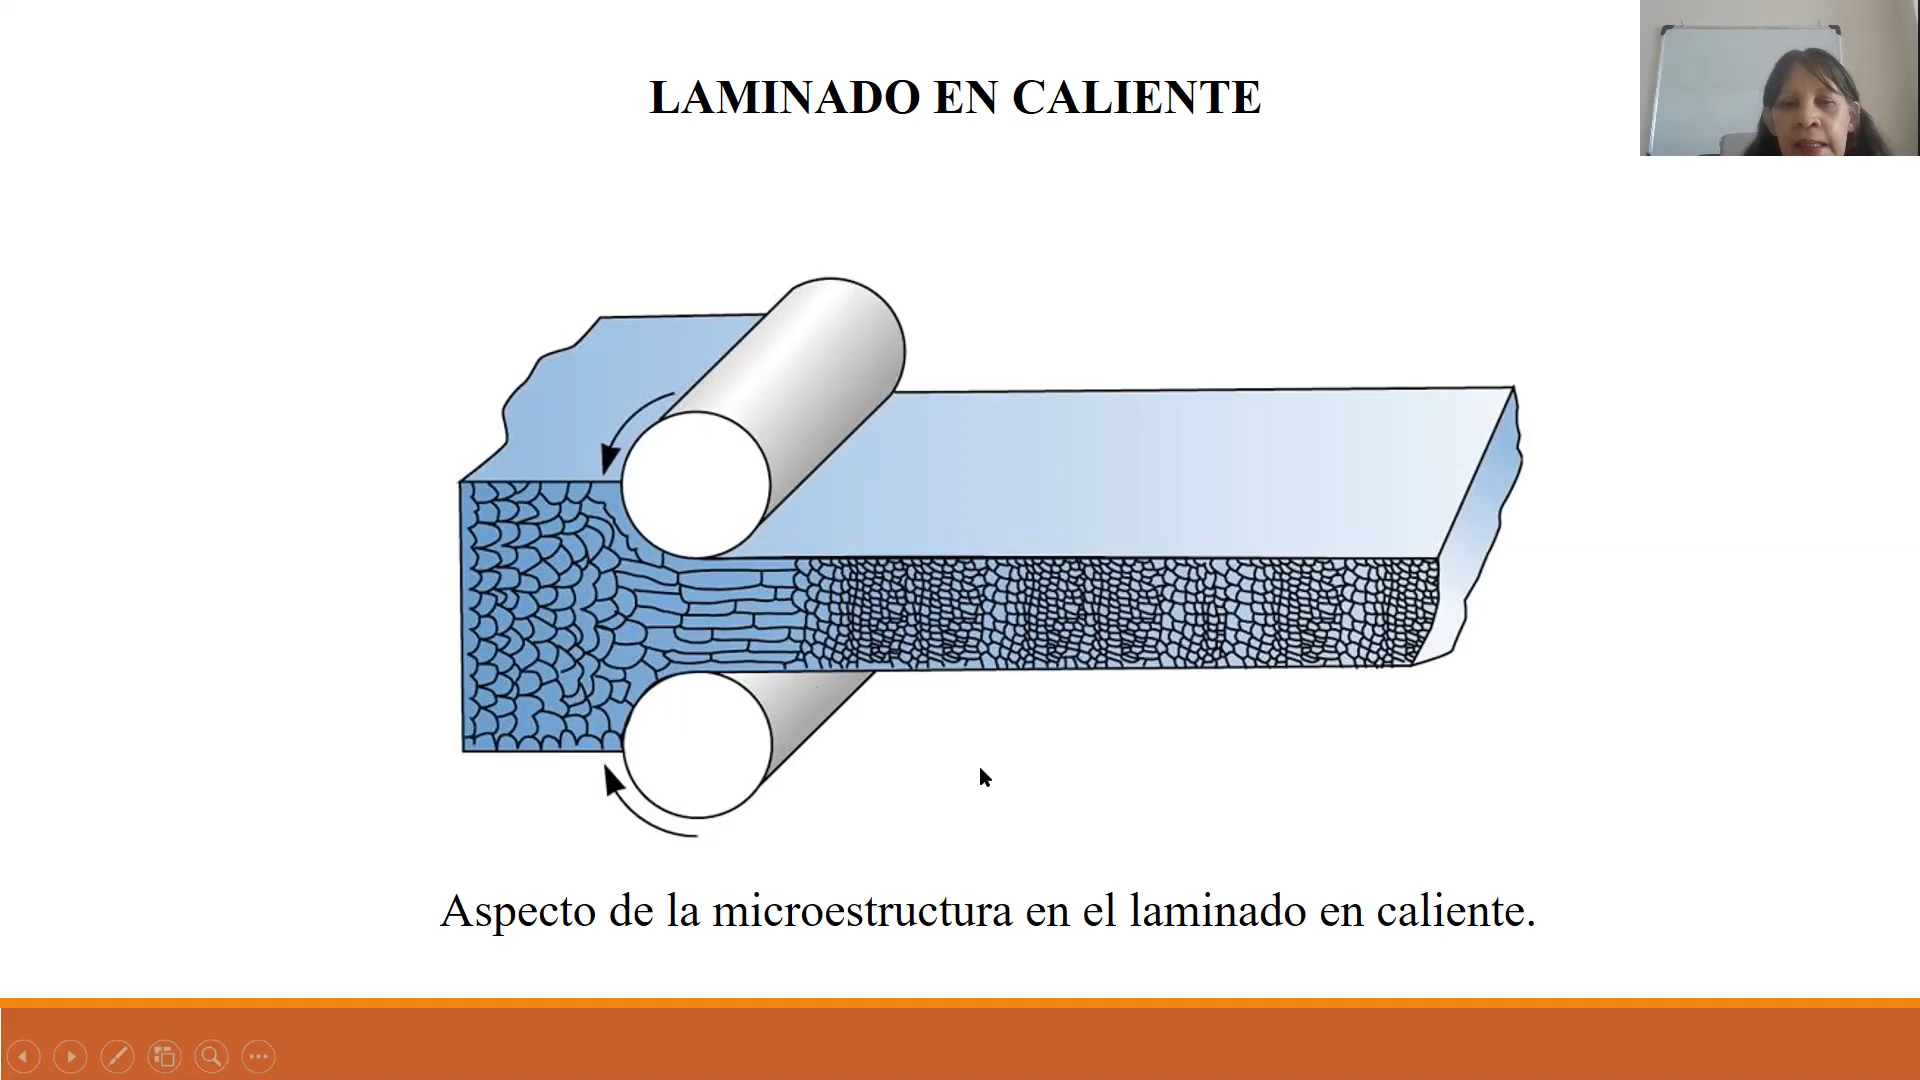 LAMINADO EN CALIENTE
Aspecto de la microestructura en el laminado en caliente.